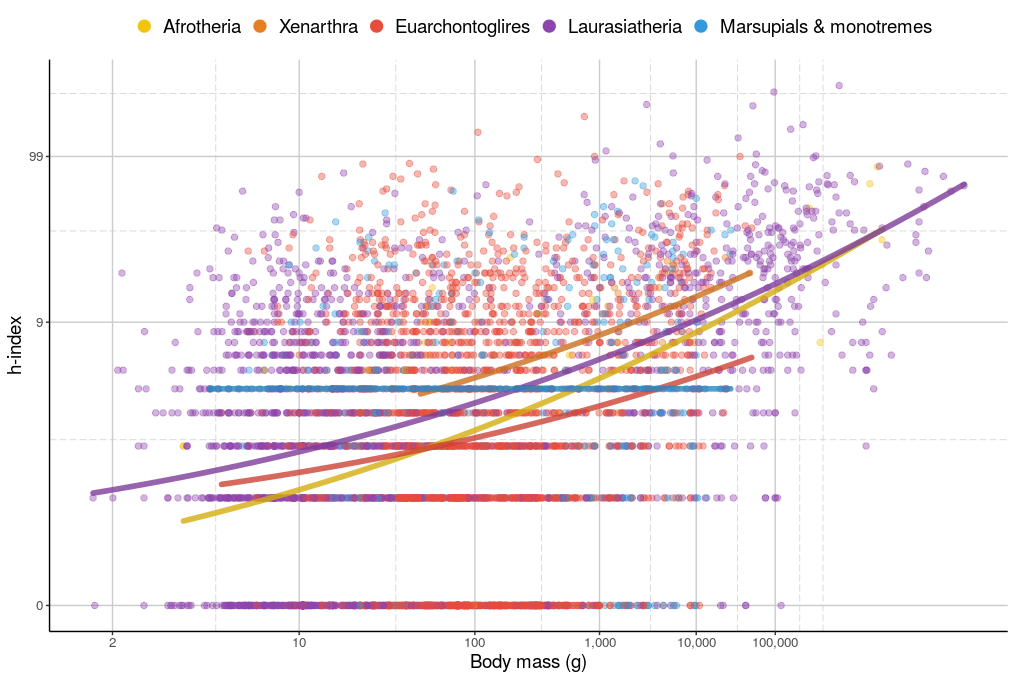 Afrotheria Xenarthra Euarchontoglires Laurasiatheria Marsupials & monotremes
h-index
99
9
0
2 10 100 1,000 10,000 100,000
Body mass (g)